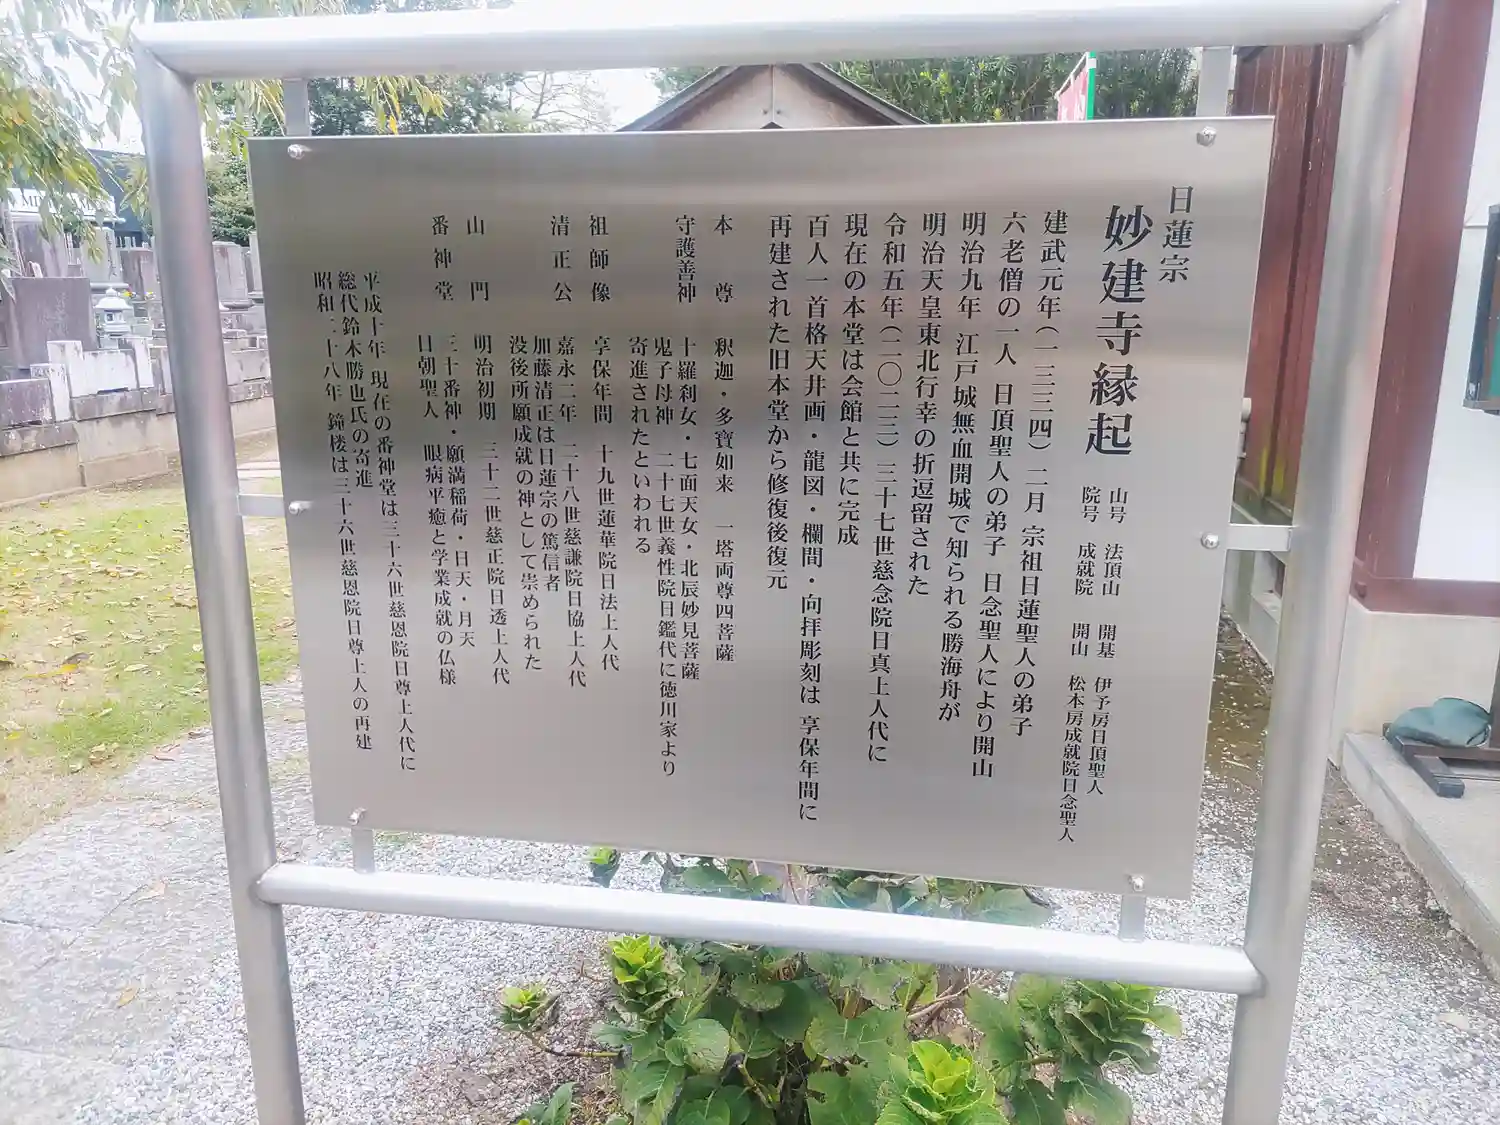 日蓮宗
妙建寺縁起
山号 法頂山 開基 伊予房日頂聖人
院号 成就院 開山 松本房成就院日念聖人
建武元年(一三三四)二月 宗祖日蓮聖人の弟子
六老僧の一人 日頂聖人の弟子 日念聖人により開山
明治九年 江戸城無血開城で知られる勝海舟が
明治天皇東北行幸の折逗留された
令和五年(二〇二三)三十七世慈念院日真上人代に
現在の本堂は会館と共に完成
百人一首格天井画・龍図・欄間・向拝彫刻は 享保年間に
再建された旧本堂から修復後復元
本尊 釈迦・多寶如来 一塔両尊四菩薩
守護善神 十羅刹女・七面天女・北辰妙見菩薩
鬼子母神 二十七世義性院日鑑代に徳川家より
寄進されたといわれる
祖師像 享保年間 十九世蓮華院日法上人代
清正公 嘉永二年 二十八世慈謙院日協上人代
加藤清正は日蓮宗の篤信者
没後所願成就の神として崇められた
山門 明治初期 三十二世慈正院日透上人代
番神堂 三十番神・願満稲荷・日天・月天
日朝聖人 眼病平癒と学業成就の仏様
平成十年 現在の番神堂は三十六世慈恩院日尊上人代に
総代鈴木勝也氏の寄進
昭和二十八年 鐘楼は三十六世慈恩院日尊上人の再建